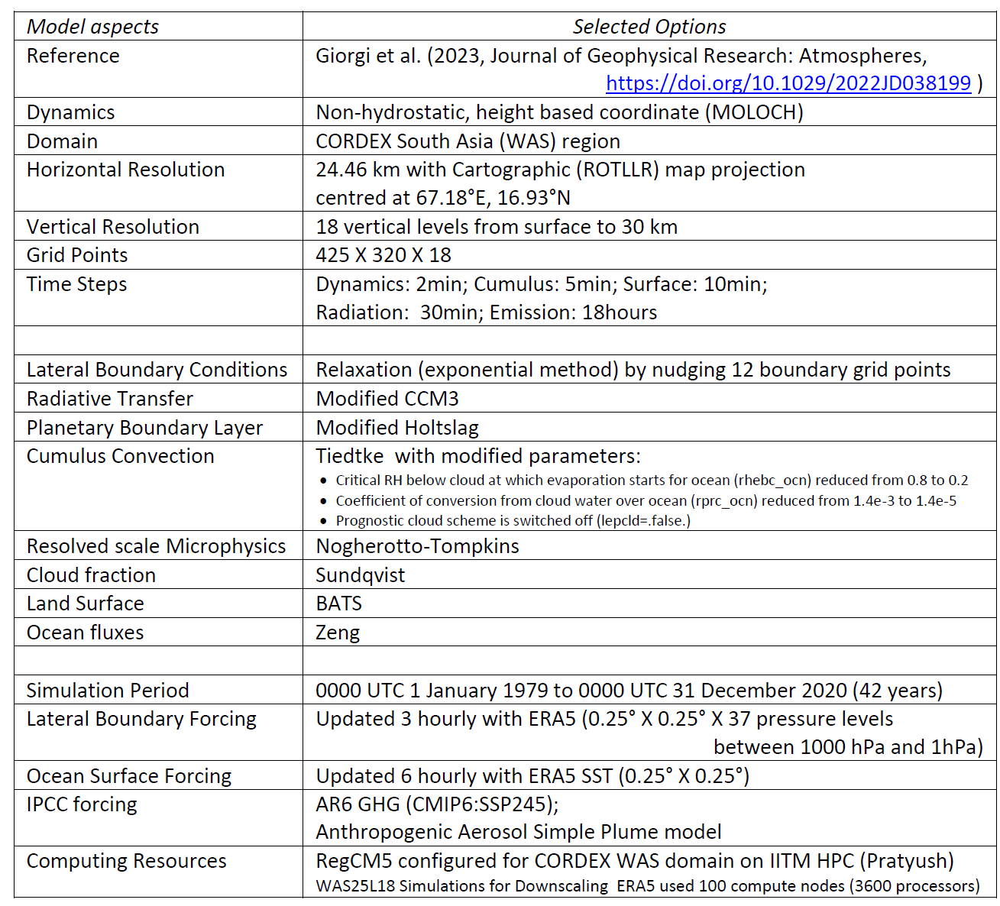 Model aspects Selected Options
Reference Giorgi et al. (2023, Journal of Geophysical Research: Atmospheres,
https://doi.org/10.1029/2022JD038199 )
Dynamics Non-hydrostatic, height based coordinate (MOLOCH)
Domain CORDEX South Asia (WAS) region
Horizontal Resolution 24.46 km with Cartographic (ROTLLR) map projection
centred at 67.18°E, 16.93°N
Vertical Resolution 18 vertical levels from surface to 30 km
Grid Points 425 X 320 X 18
Time Steps Dynamics: 2min; Cumulus: 5min; Surface: 10min;
Radiation: 30min; Emission: 18hours
Lateral Boundary Conditions Relaxation (exponential method) by nudging 12 boundary grid points
Radiative Transfer Modified CCM3
Planetary Boundary Layer Modified Holtslag
Cumulus Convection Tiedtke with modified parameters:
• Critical RH below cloud at which evaporation starts for ocean (rhebc_ocn) reduced from 0.8 to 0.2
• Coefficient of conversion from cloud water over ocean (rprc_ocn) reduced from 1.4e-3 to 1.4e-5
• Prognostic cloud scheme is switched off (lepcld=.false.)
Resolved scale Microphysics Nogherotto-Tompkins
Cloud fraction Sundqvist
Land Surface BATS
Ocean fluxes Zeng
Simulation Period 0000 UTC 1 January 1979 to 0000 UTC 31 December 2020 (42 years)
Lateral Boundary Forcing Updated 3 hourly with ERA5 (0.25° X 0.25° X 37 pressure levels
between 1000 hPa and 1hPa)
Ocean Surface Forcing Updated 6 hourly with ERA5 SST (0.25° X 0.25°)
IPCC forcing AR6 GHG (CMIP6:SSP245);
Anthropogenic Aerosol Simple Plume model
Computing Resources RegCM5 configured for CORDEX WAS domain on IITM HPC (Pratyush)
WAS25L18 Simulations for Downscaling ERA5 used 100 compute nodes (3600 processors)